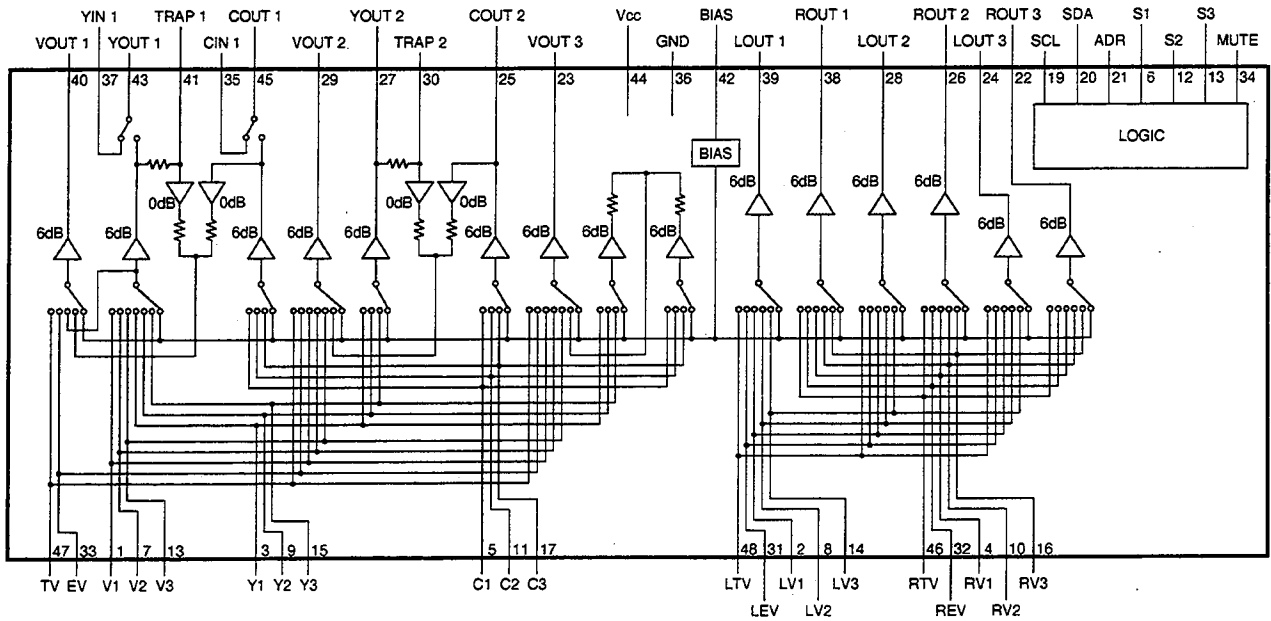 YIN 1 TRAP 1 COUT 1 YOUT 2 COUT 2 Vcc BIAS ROUT 1 ROUT 2 ROUT 3 SDA S1 S3
VOUT 1 YOUT 1 CIN 1 VOUT 2 TRAP 2 VOUT 3 GND LOUT 1 LOUT 2 LOUT 3 SCL ADR S2 MUTE
40 37 43 41 35 45 29 27 30 25 23 44 36 42 39 38 28 26 24 22 19 20 21 6 12 13 34
LOGIC
BIAS
0dB 0dB 0dB 0dB 6dB 6dB 6dB 6dB
6dB 6dB 6dB 6dB 6dB 6dB 6dB 6dB 6dB 6dB 6dB
47 33 1 7 13 3 9 15 5 11 17 48 31 2 8 14 46 32 4 10 16
TV EV V1 V2 V3 Y1 Y2 Y3 C1 C2 C3 LTV LV1 LV3 RTV RV1 RV3
LEV LV2 REV RV2